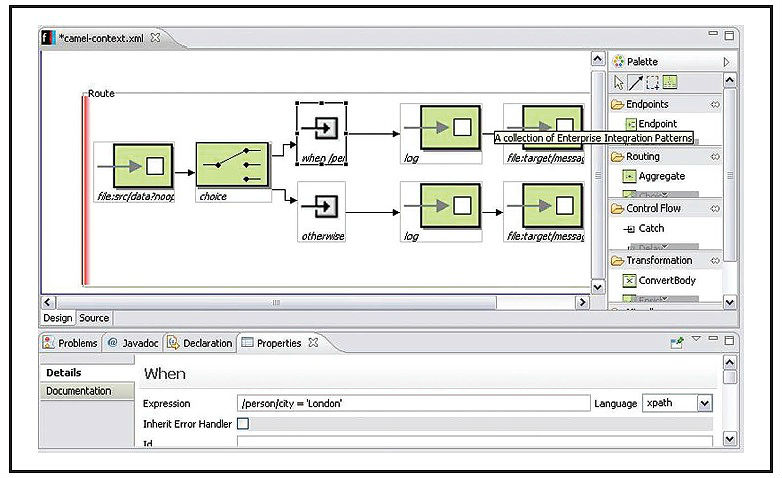 *camel-context.xml
Route
when /per
log
file:target/messag
A collection of Enterprise Integration Patterns
file:src/data?noop
choice
otherwise
log
file:target/messag
Palette
Endpoints
Endpoint
Routing
Aggregate
Control Flow
Catch
Delay
Transformation
ConvertBody
Design Source
Problems @ Javadoc Declaration Properties
Details
Documentation
When
Expression /person/city = 'London' Language xpath
Inherit Error Handler
Id